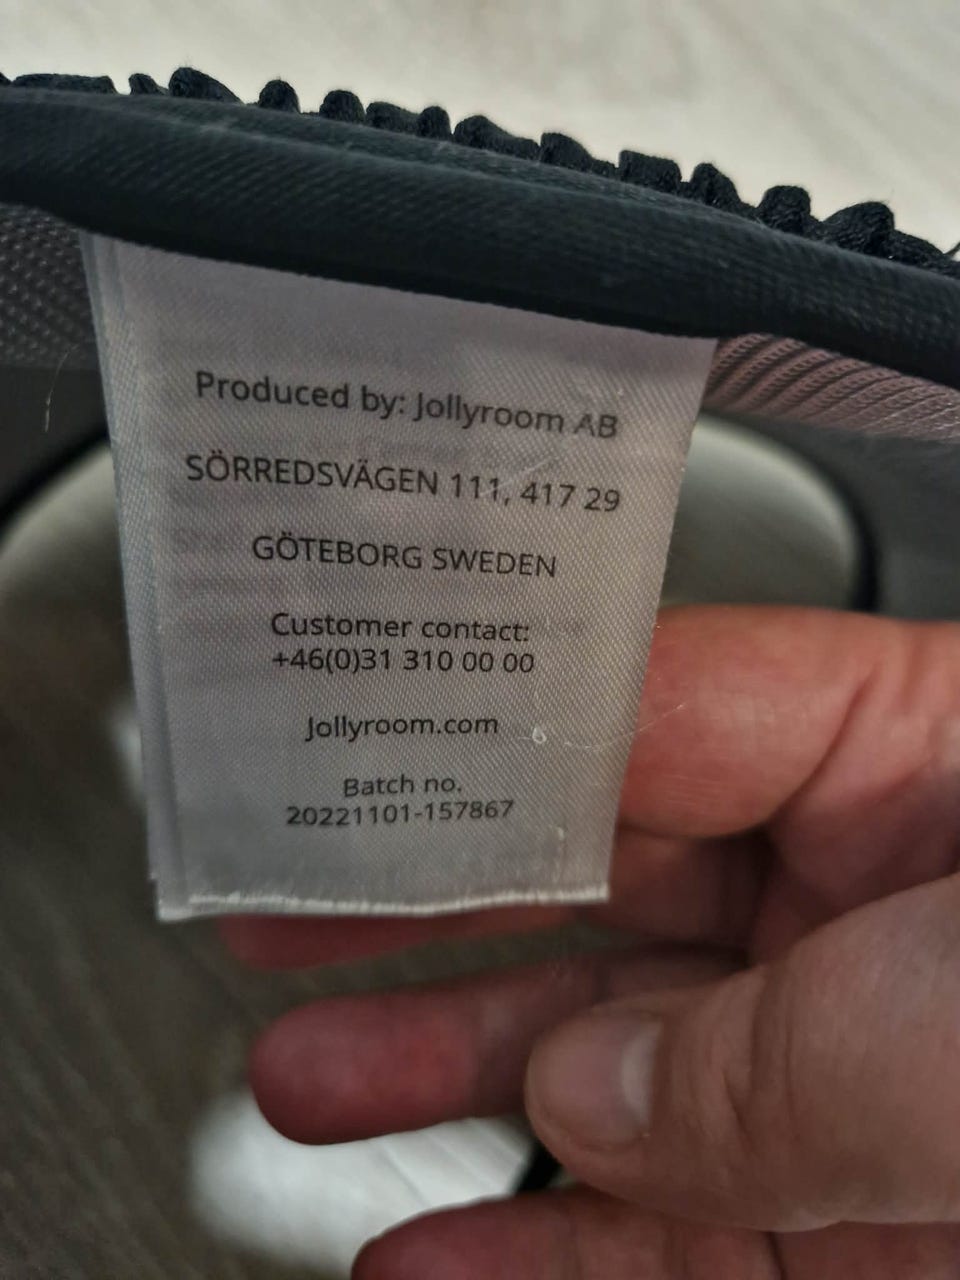 Produced by: Jollyroom AB
SÖRREDSVÄGEN 111, 417 29
GÖTEBORG SWEDEN
Customer contact:
+46(0)31 310 00 00
Jollyroom.com
Batch no.
20221101-157867